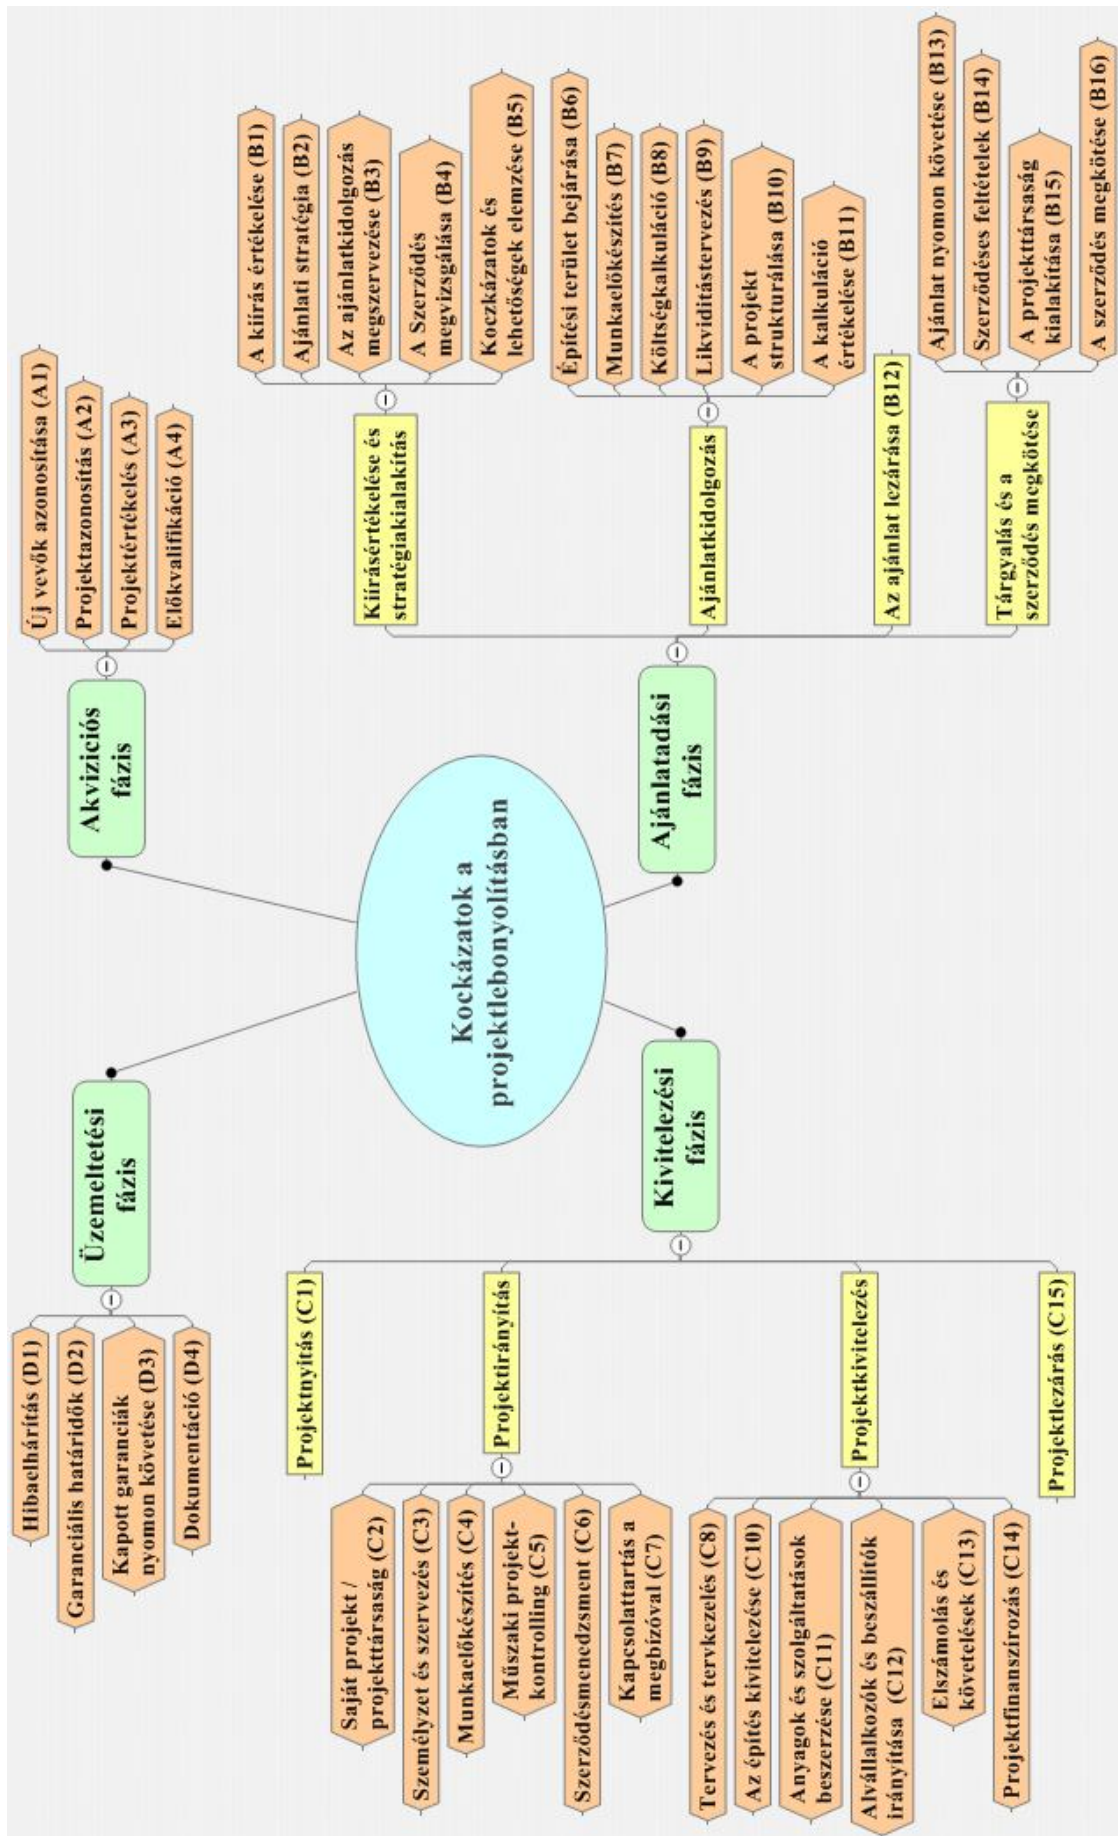 Kockázatok a
projektlebonyolításban
Akviziciós
fázis
Új vevők azonosítása (A1)
Projektazonosítás (A2)
Projektértékelés (A3)
Előkvalifikáció (A4)
Ajánlatadási
fázis
Kiírásértékelése és
stratégiakialakítás
A kiírás értékelése (B1)
Ajánlati stratégia (B2)
Az ajánlatkidolgozás
megszervezése (B3)
A Szerződés
megvizsgálása (B4)
Koczkázatok és
lehetőségek elemzése (B5)
Ajánlatkidolgozás
Építési terület bejárása (B6)
Munkaelőkészítés (B7)
Költségkalkuláció (B8)
Likviditástervezés (B9)
A projekt
strukturálása (B10)
A kalkuláció
értékelése (B11)
Az ajánlat lezárása (B12)
Tárgyalás és a
szerződés megkötése
Ajánlat nyomon követése (B13)
Szerződéses feltételek (B14)
A projekttársaság
kialakítása (B15)
A szerződés megkötése (B16)
Üzemeltetési
fázis
Hibaelhárítás (D1)
Garanciális határidők (D2)
Kapott garanciák
nyomon követése (D3)
Dokumentáció (D4)
Kivitelezési
fázis
Projektnyitás (C1)
Projektirányítás
Saját projekt /
projekttársaság (C2)
Személyzet és szervezés (C3)
Munkaelőkészítés (C4)
Műszaki projekt-
kontrolling (C5)
Szerződésmenedzsment (C6)
Kapcsolattartás a
megbízóval (C7)
Projektkivitelezés
Tervezés és tervkezelés (C8)
Az építés kivitelezése (C10)
Anyagok és szolgáltatások
beszerzése (C11)
Alvállalkozók és beszállítók
irányítása (C12)
Elszámolás és
követelések (C13)
Projektfinanszírozás (C14)
Projektlezárás (C15)